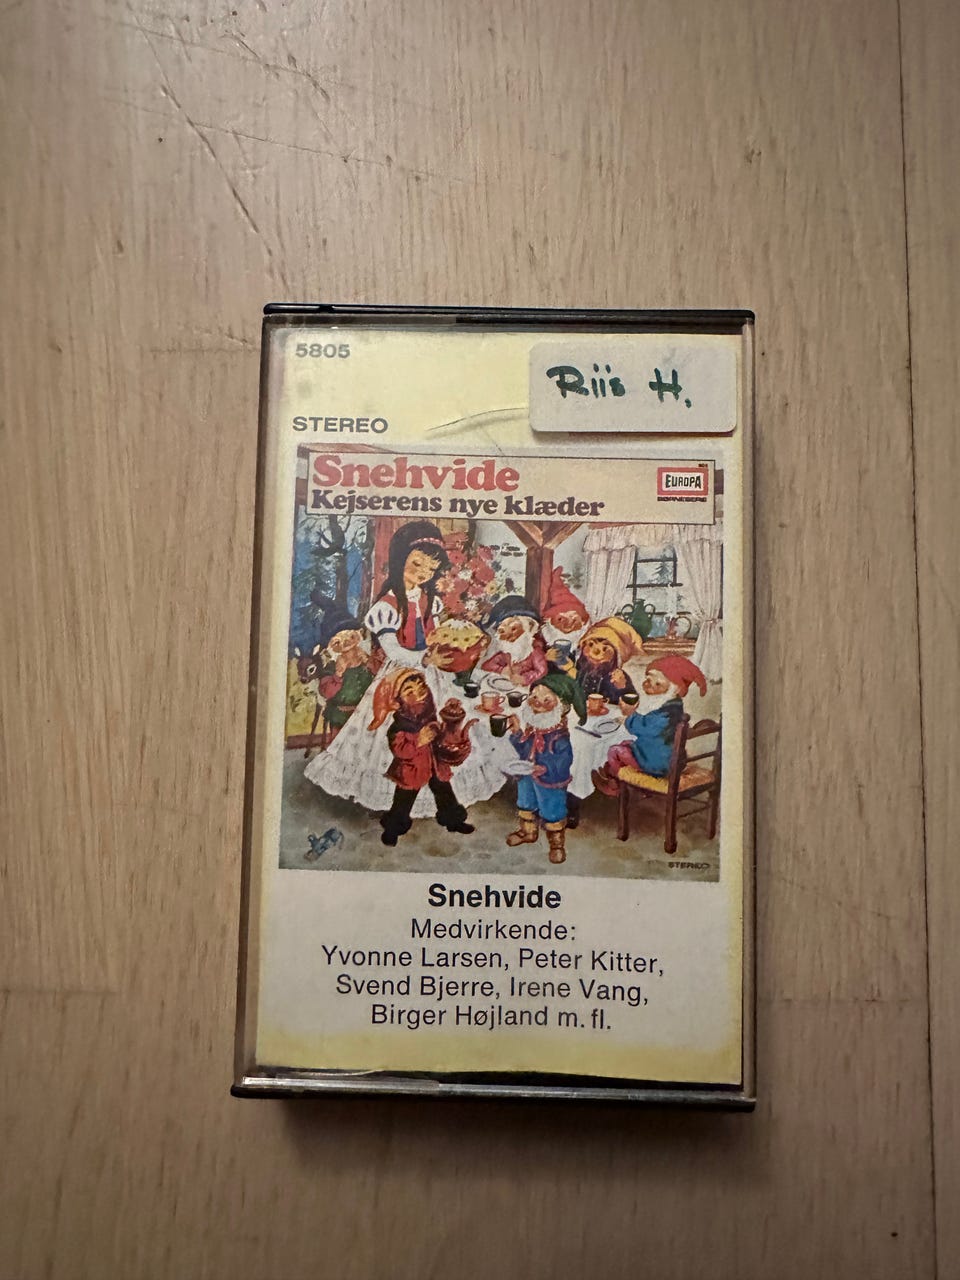 5805
Riis H.
STEREO
Snehvide
Kejserens nye klæder
EUROPA
BØRNESERIE
STEREO
Snehvide
Medvirkende:
Yvonne Larsen, Peter Kitter,
Svend Bjerre, Irene Vang,
Birger Højland m. fl.